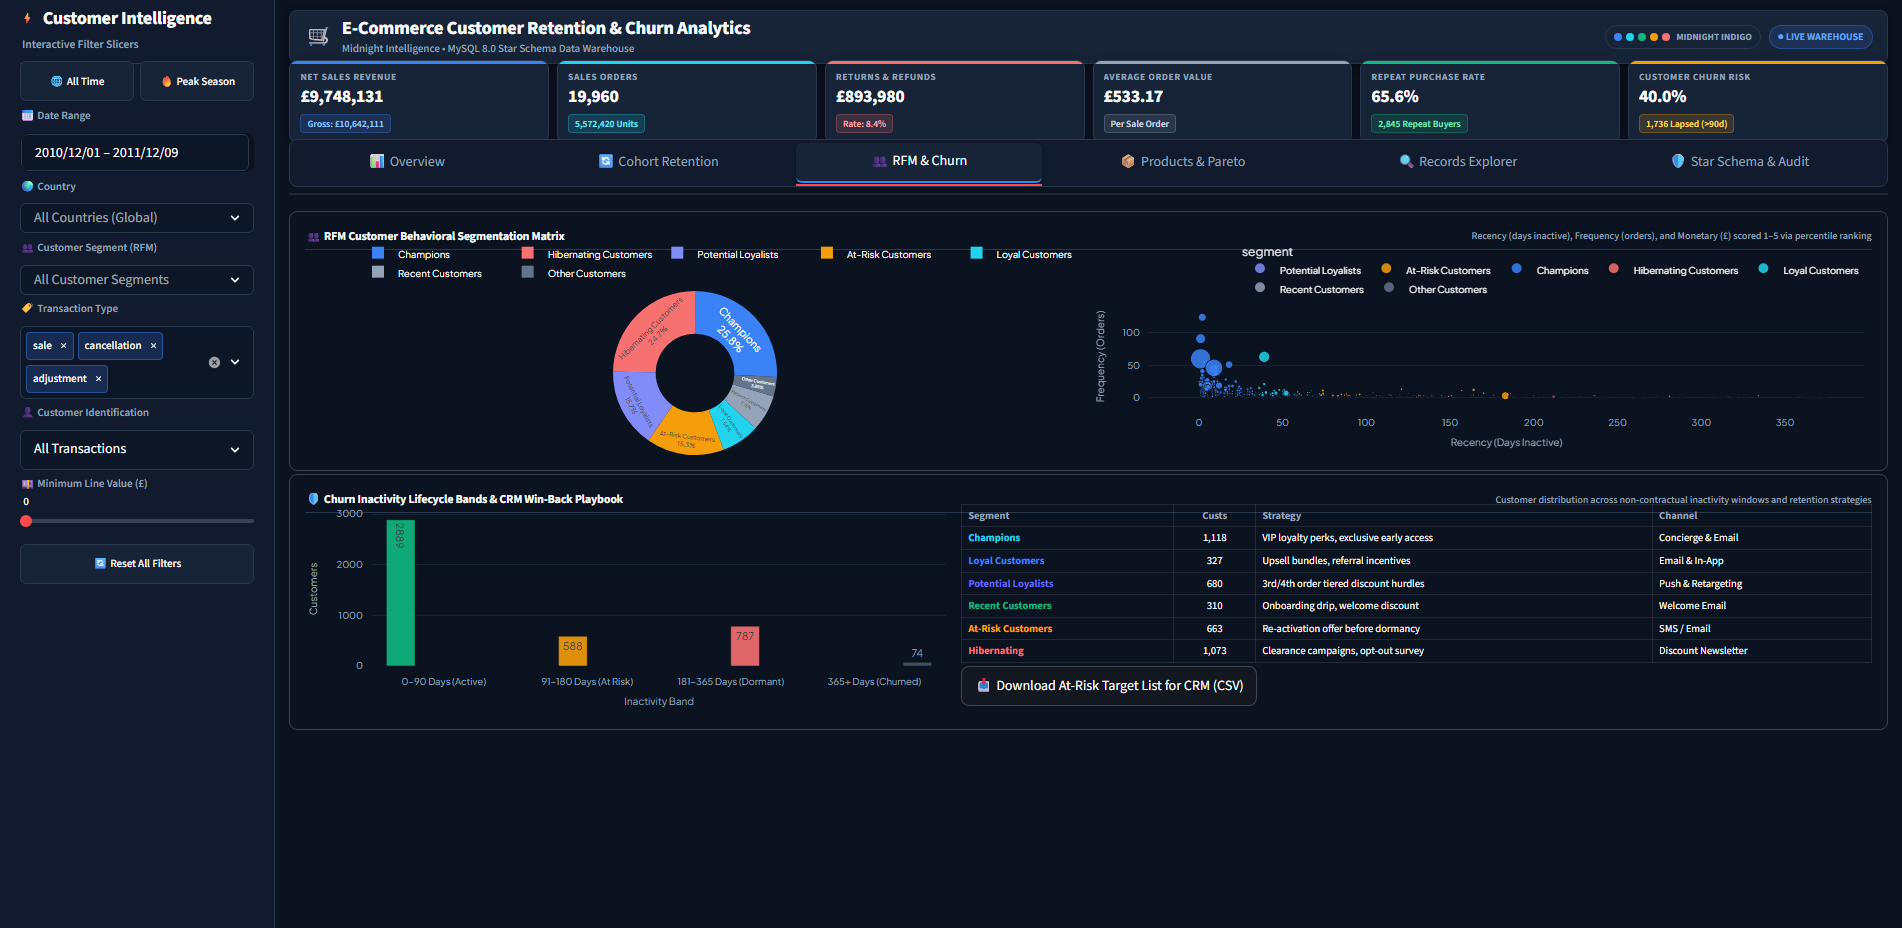 Customer Intelligence
Interactive Filter Slicers
All Time
Peak Season
Date Range
2010/12/01 – 2011/12/09
Country
All Countries (Global)
Customer Segment (RFM)
All Customer Segments
Transaction Type
sale ×
cancellation ×
adjustment ×
Customer Identification
All Transactions
Minimum Line Value (£)
0
Reset All Filters
E-Commerce Customer Retention & Churn Analytics
Midnight Intelligence • MySQL 8.0 Star Schema Data Warehouse
MIDNIGHT INDIGO
LIVE WAREHOUSE
NET SALES REVENUE
£9,748,131
Gross: £10,642,111
SALES ORDERS
19,960
5,572,420 Units
RETURNS & REFUNDS
£893,980
Rate: 8.4%
AVERAGE ORDER VALUE
£533.17
Per Sale Order
REPEAT PURCHASE RATE
65.6%
2,845 Repeat Buyers
CUSTOMER CHURN RISK
40.0%
1,736 Lapsed (>90d)
Overview
Cohort Retention
RFM & Churn
Products & Pareto
Records Explorer
Star Schema & Audit
RFM Customer Behavioral Segmentation Matrix
Recency (days inactive), Frequency (orders), and Monetary (£) scored 1–5 via percentile ranking
Champions
Hibernating Customers
Potential Loyalists
At-Risk Customers
Loyal Customers
Recent Customers
Other Customers
Champions
25.8%
Hibernating Customers
24.7%
Potential Loyalists
15.7%
At-Risk Customers
15.3%
Loyal Customers
Recent Customers
Other Customers
segment
Potential Loyalists
At-Risk Customers
Champions
Hibernating Customers
Loyal Customers
Recent Customers
Other Customers
Frequency (Orders)
100
50
0
0
50
100
150
200
250
300
350
Recency (Days Inactive)
Churn Inactivity Lifecycle Bands & CRM Win-Back Playbook
Customer distribution across non-contractual inactivity windows and retention strategies
Customers
3000
2000
1000
0
2889
588
787
74
0–90 Days (Active)
91–180 Days (At Risk)
181–365 Days (Dormant)
365+ Days (Churned)
Inactivity Band
Segment Custs Strategy Channel
Champions 1,118 VIP loyalty perks, exclusive early access Concierge & Email
Loyal Customers 327 Upsell bundles, referral incentives Email & In-App
Potential Loyalists 680 3rd/4th order tiered discount hurdles Push & Retargeting
Recent Customers 310 Onboarding drip, welcome discount Welcome Email
At-Risk Customers 663 Re-activation offer before dormancy SMS / Email
Hibernating 1,073 Clearance campaigns, opt-out survey Discount Newsletter
Download At-Risk Target List for CRM (CSV)